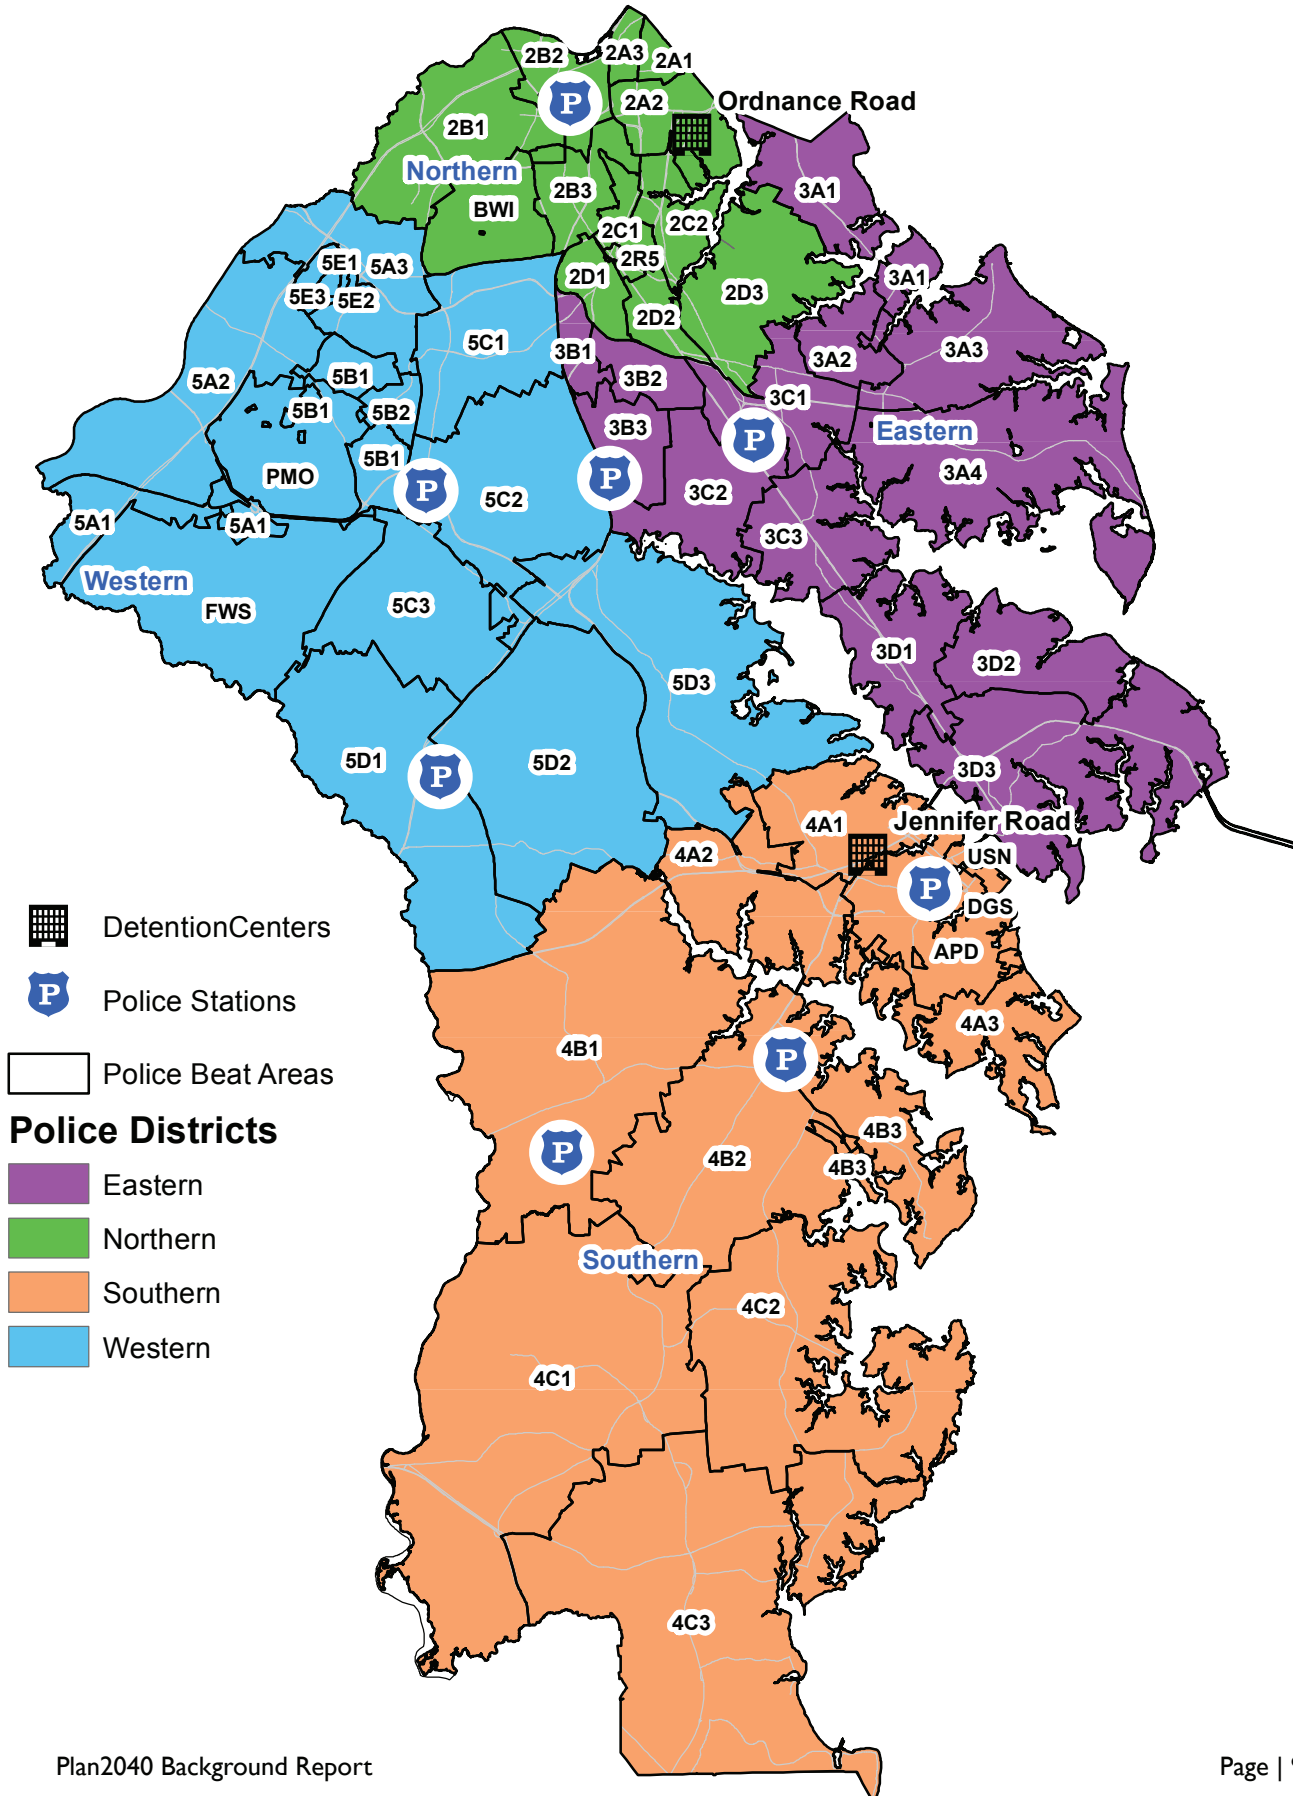 2B2
2A3
2A1
P
2A2
Ordnance Road
2B1
Northern
2B3
3A1
BWI
2C1
2C2
2R5
5E1
5A3
2D1
3A1
5E3
5E2
2D3
2D2
5C1
3B1
3A2
3A3
5A2
5B1
3B2
3C1
5B1
5B2
3B3
P
Eastern
5B1
PMO
P
P
5C2
3C2
3A4
5A1
5A1
3C3
Western
FWS
5C3
3D1
3D2
5D3
5D1
P
5D2
3D3
4A1
Jennifer Road
4A2
USN
P
DGS
DetentionCenters
APD
P
Police Stations
4A3
4B1
P
Police Beat Areas
Police Districts
P
4B2
4B3
4B3
Eastern
Northern
Southern
Southern
4C2
Western
4C1
4C3
Plan2040 Background Report
Page |